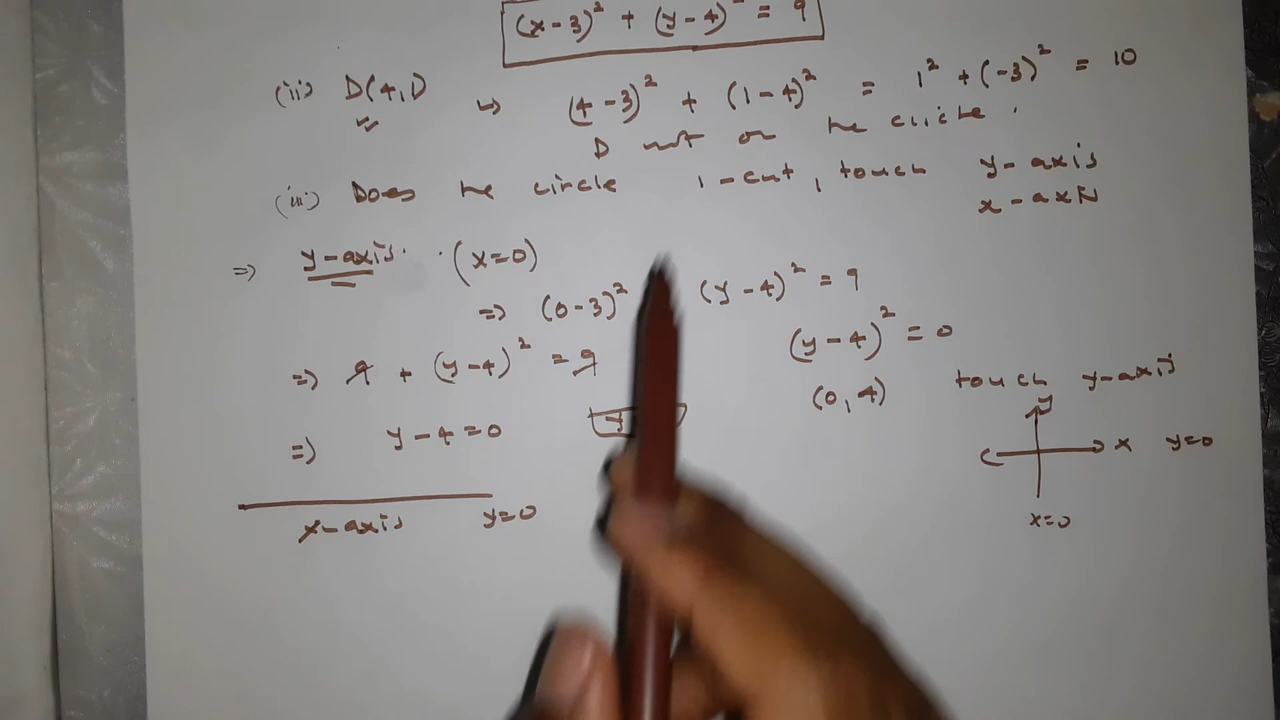 (x-3)² + (y-4)² = 9
(ii) D(4,1) ↪ (4-3)² + (1-4)² = 1² + (-3)² = 10
D not on the circle.
(iii) Does the circle , - cut , touch y-axis
x-axis
⇒ y-axis. (x=0)
⇒ (0-3)² (y-4)² = 9
(y-4)² = 0
⇒ 9 + (y-4)² = 9
(0,4) touch y-axis
y
⇒ y-4=0 y
x y=0
x-axis y=0
x=0